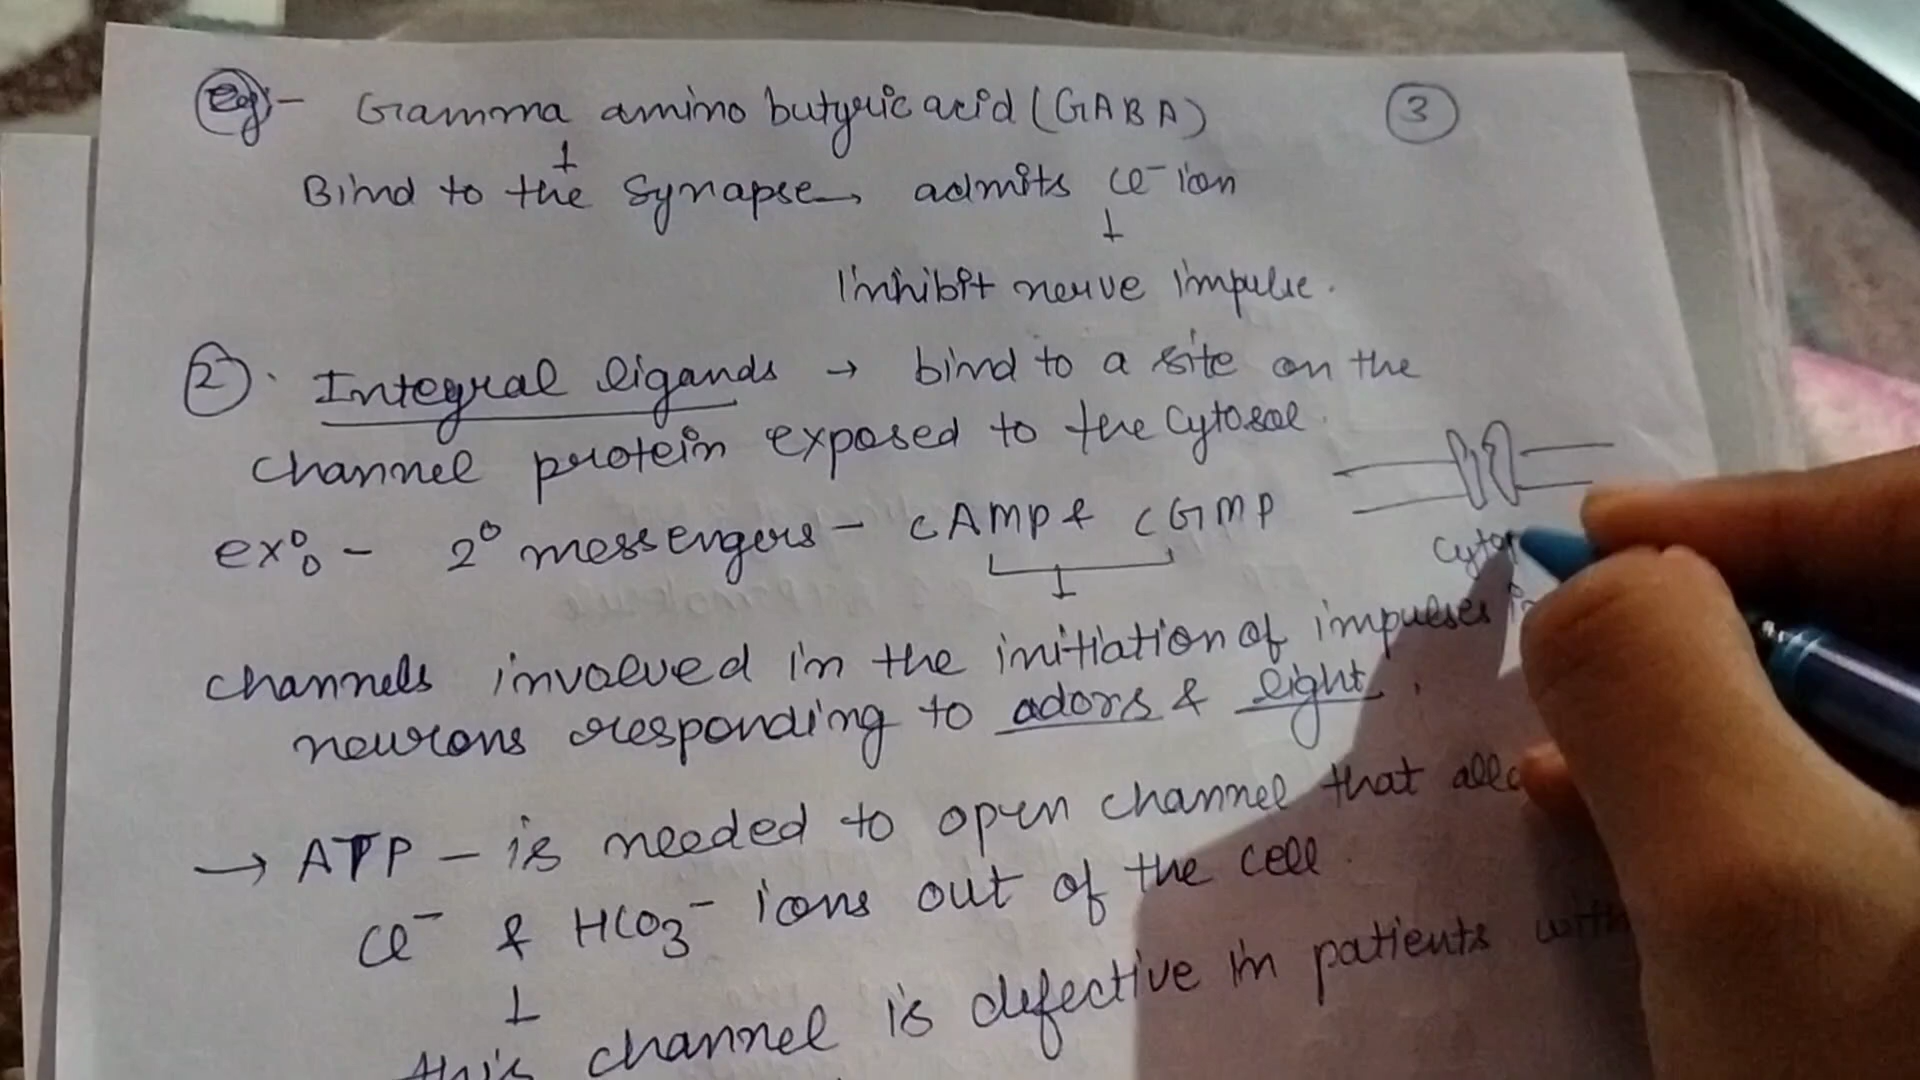 eg:- Gamma amino butyric acid (GABA)
3
Bind to the synapse → admits Cl⁻ ion
Inhibit nerve impulse.
2. Integral ligands → bind to a site on the
channel protein exposed to the cytosol.
ex:- 2° messengers - cAMP & cGMP
channels involved in the initiation of impulses in
neurons responding to adors & light.
→ ATP - is needed to open channel that
Cl⁻ & HCO3⁻ ions out of the cell.
this channel is defective in patients with